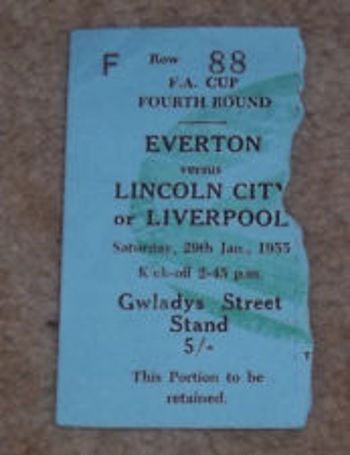 F Row 88
F.A. CUP
FOURTH ROUND
EVERTON
versus
LINCOLN CITY
or LIVERPOOL
Saturday, 29th Jan., 1955
Kick-off 2-45 p.m.
Gwladys Street
Stand
5/-
This Portion to be
retained.
T